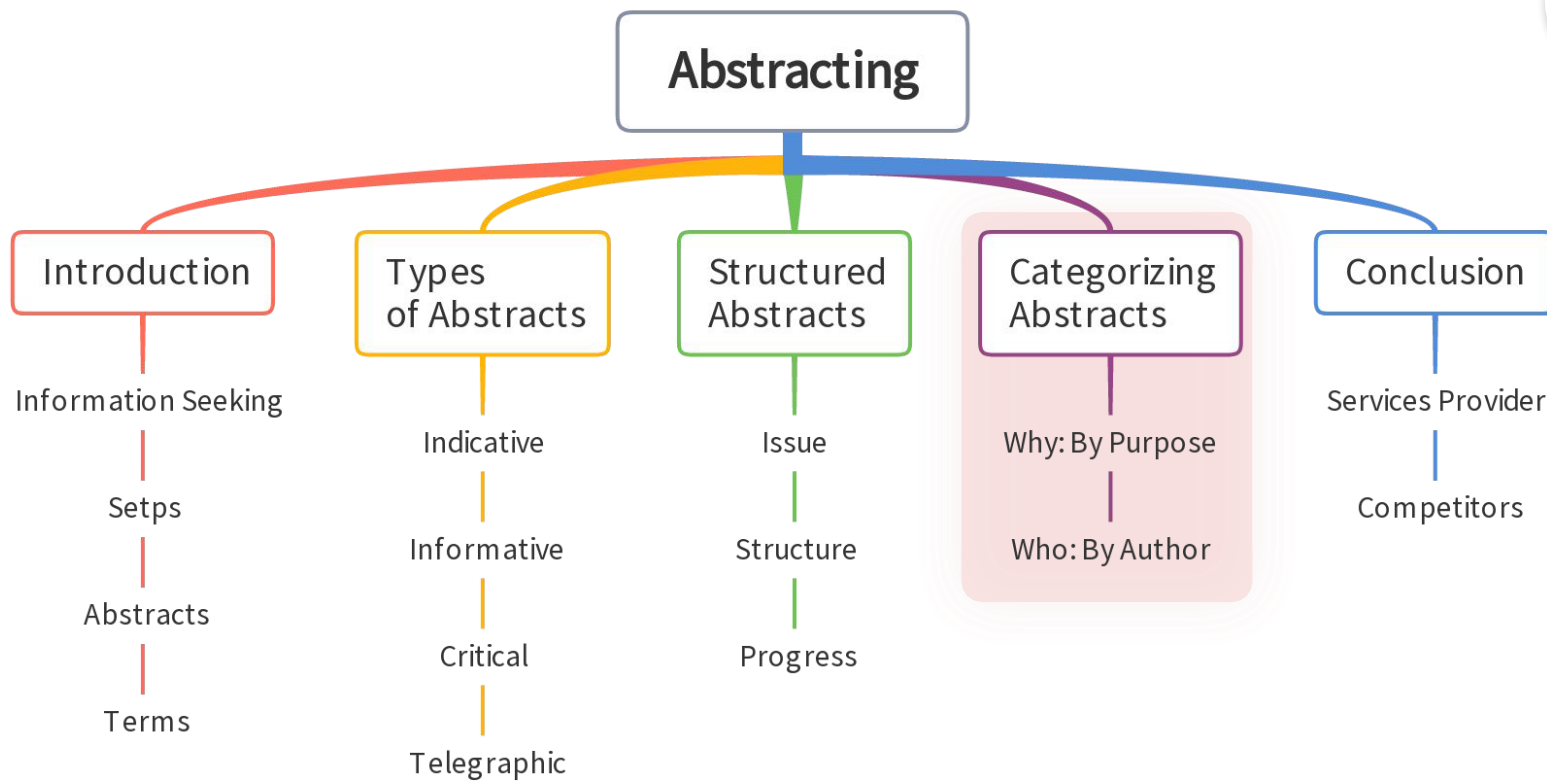 Abstracting
Introduction
Information Seeking
Setps
Abstracts
Terms
Types
of Abstracts
Indicative
Informative
Critical
Telegraphic
Structured
Abstracts
Issue
Structure
Progress
Categorizing
Abstracts
Why: By Purpose
Who: By Author
Conclusion
Services Provider
Competitors